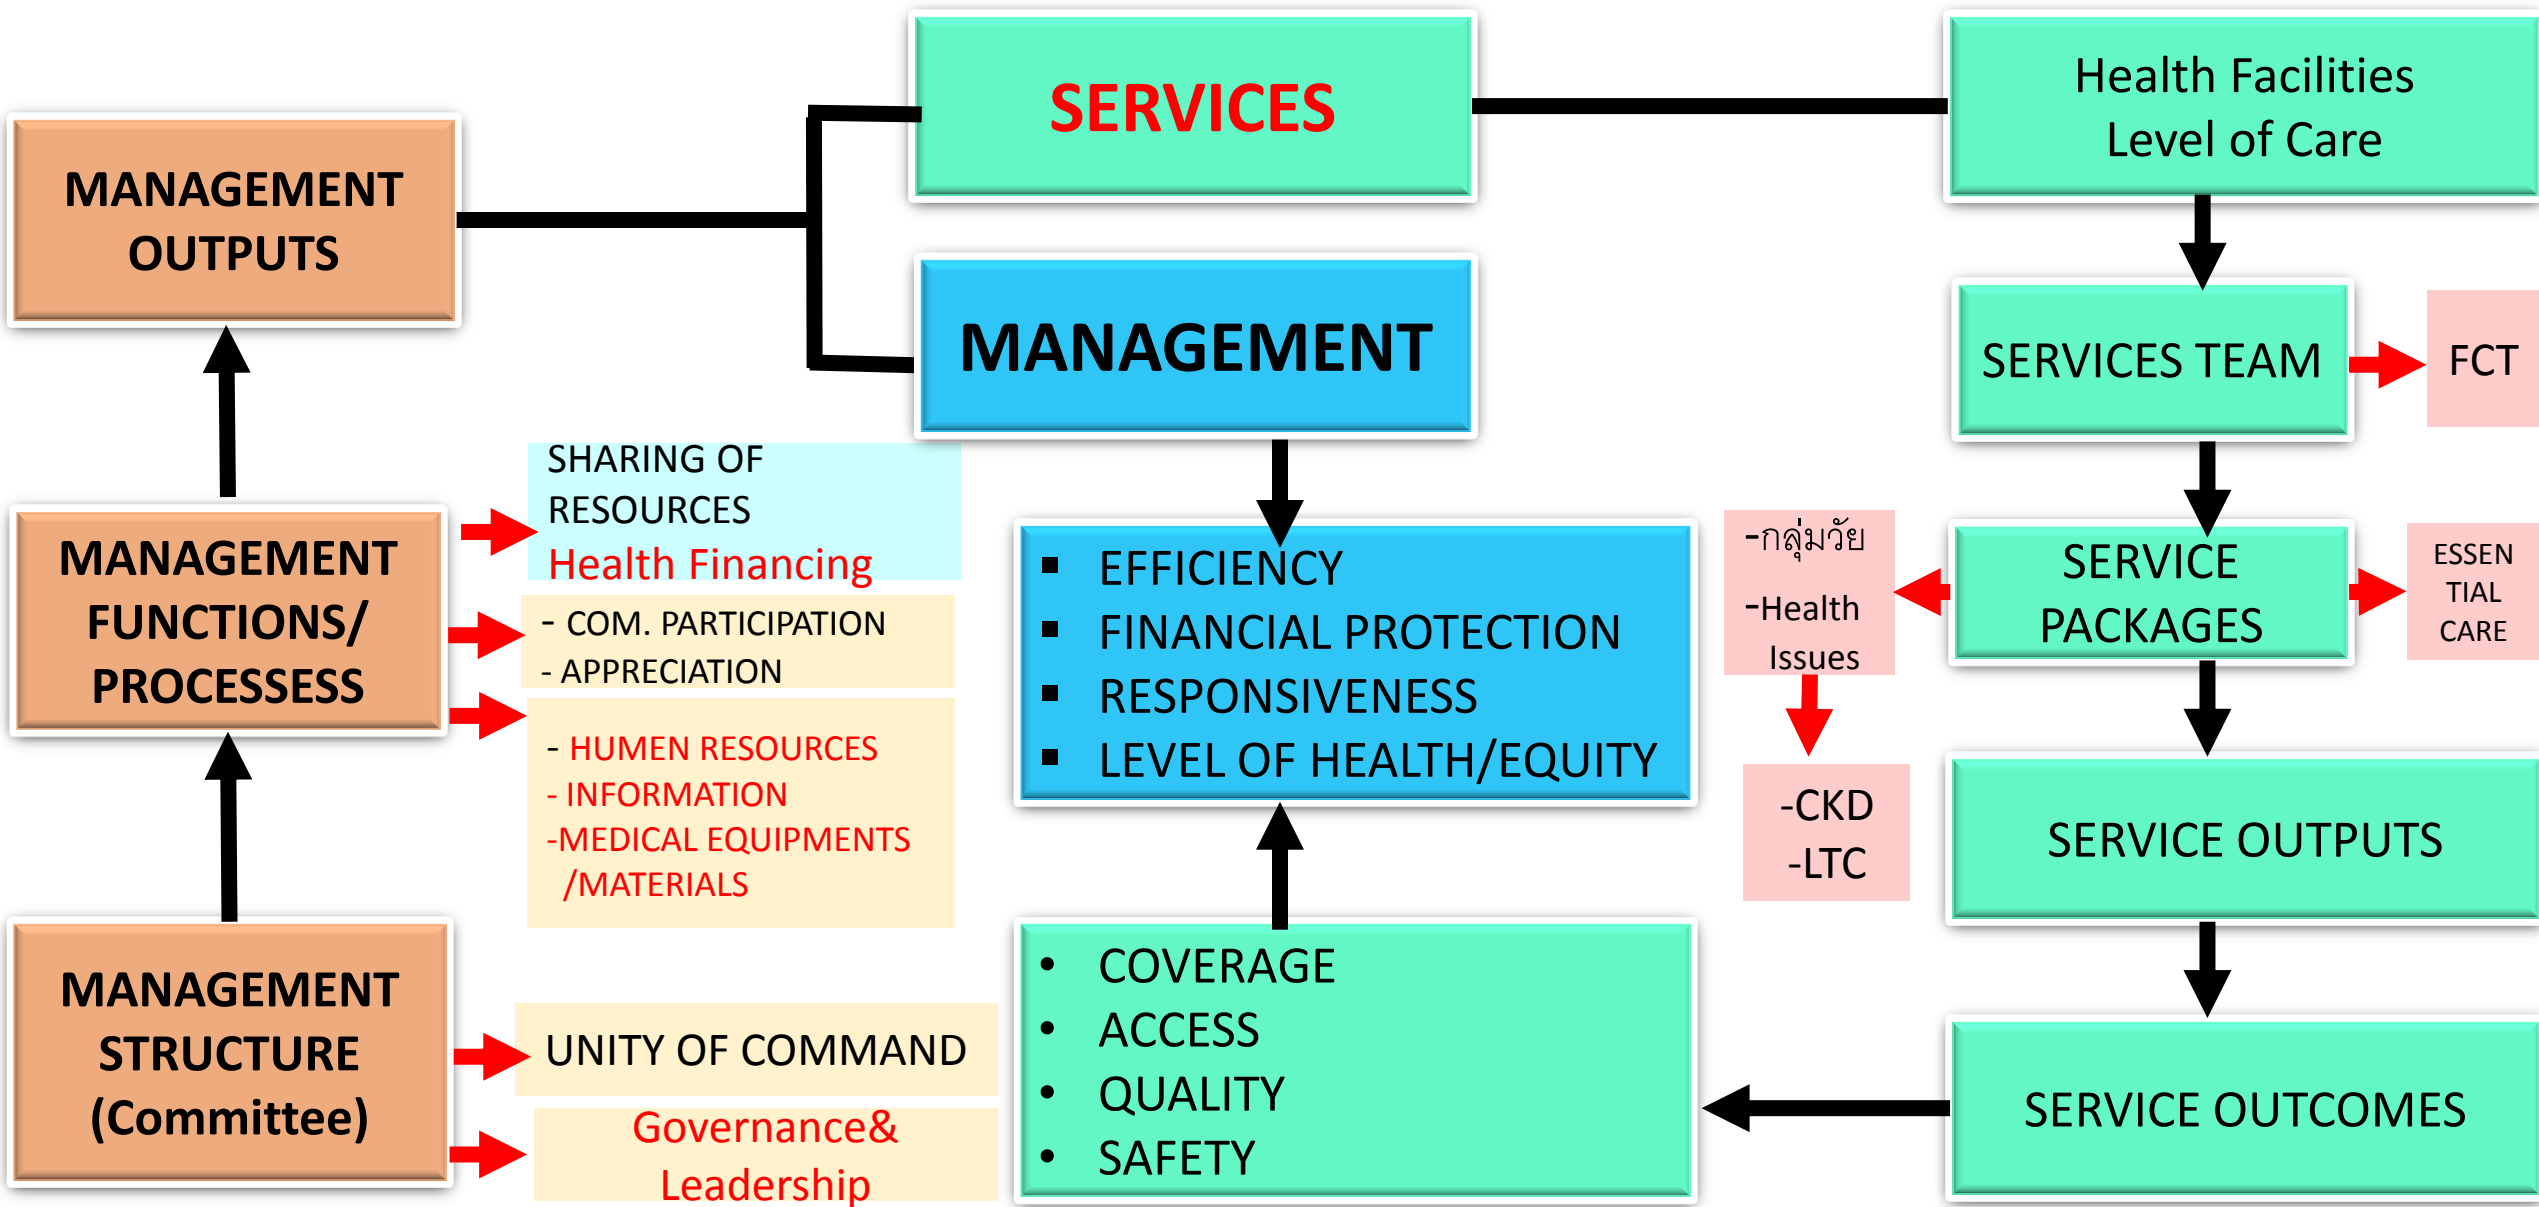 SERVICES
Health Facilities
Level of Care
MANAGEMENT
OUTPUTS
MANAGEMENT
SERVICES TEAM
FCT
SHARING OF
RESOURCES
Health Financing
MANAGEMENT
FUNCTIONS/
PROCESSESS
- COM. PARTICIPATION
- APPRECIATION
- HUMEN RESOURCES
- INFORMATION
-MEDICAL EQUIPMENTS
/MATERIALS
▪ EFFICIENCY
▪ FINANCIAL PROTECTION
▪ RESPONSIVENESS
▪ LEVEL OF HEALTH/EQUITY
-กลุ่มวัย
-Health
Issues
SERVICE
PACKAGES
ESSEN
TIAL
CARE
-CKD
-LTC
SERVICE OUTPUTS
MANAGEMENT
STRUCTURE
(Committee)
UNITY OF COMMAND
Governance&
Leadership
• COVERAGE
• ACCESS
• QUALITY
• SAFETY
SERVICE OUTCOMES